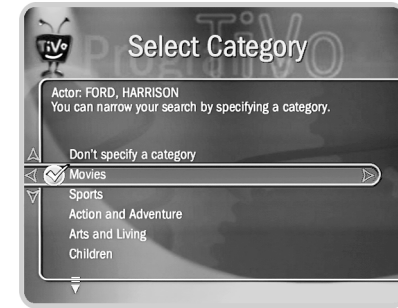 TiVo
Select Category
Actor: FORD, HARRISON
You can narrow your search by specifying a category.
Don't specify a category
Movies
Sports
Action and Adventure
Arts and Living
Children